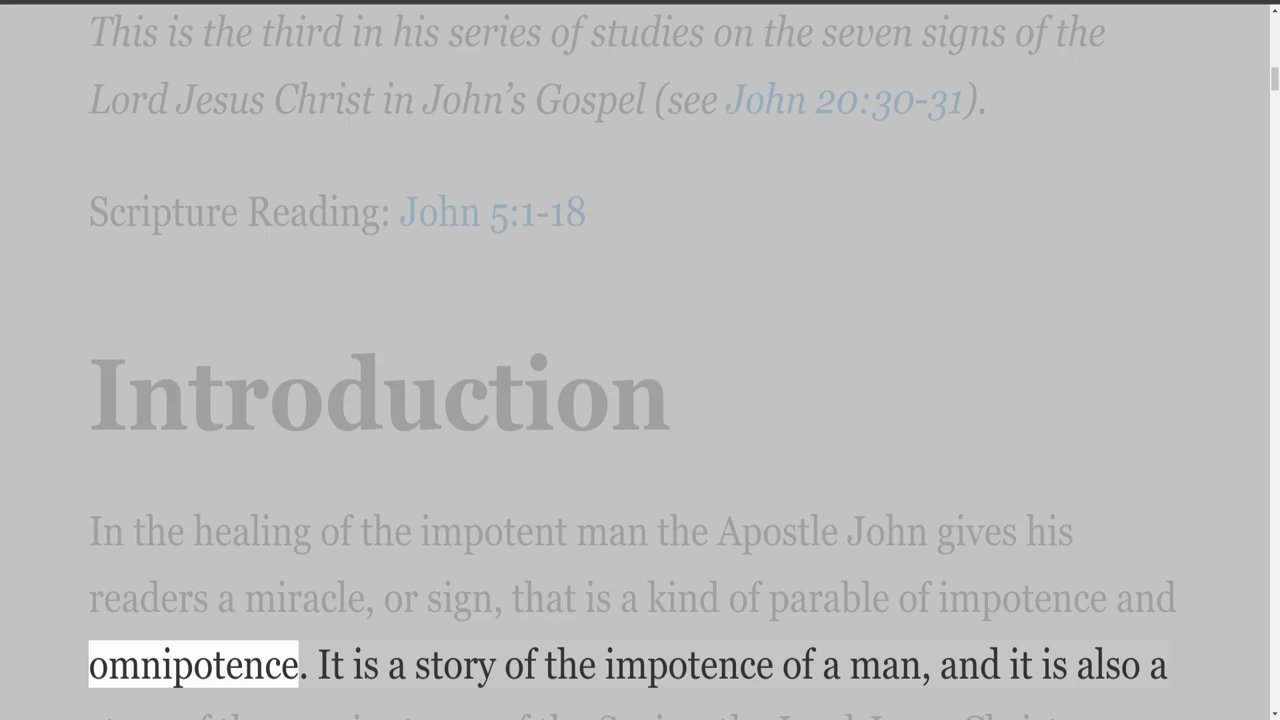 This is the third in his series of studies on the seven signs of the
Lord Jesus Christ in John’s Gospel (see John 20:30-31).
Scripture Reading: John 5:1-18
Introduction
In the healing of the impotent man the Apostle John gives his
readers a miracle, or sign, that is a kind of parable of impotence and
omnipotence. It is a story of the impotence of a man, and it is also a